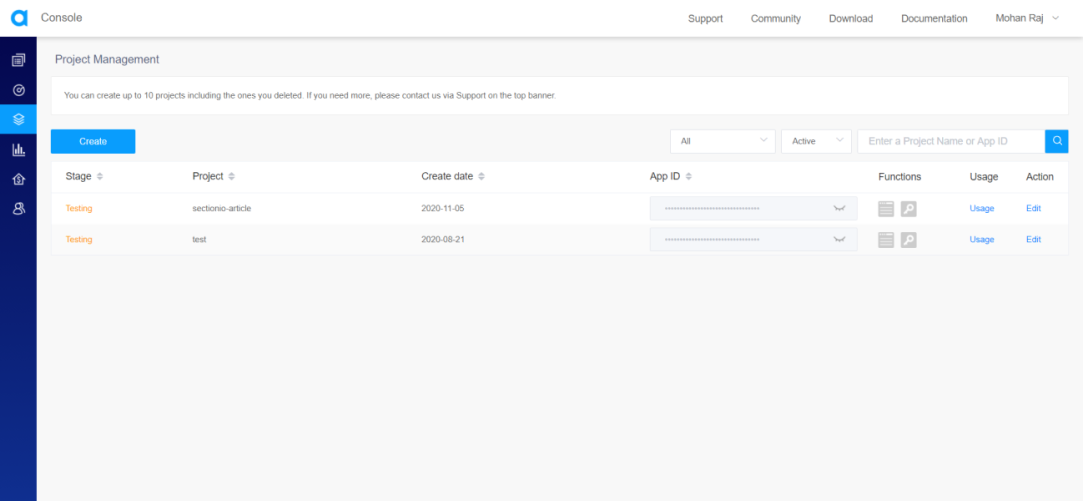 Console
Support Community Download Documentation Mohan Raj
Project Management
You can create up to 10 projects including the ones you deleted. If you need more, please contact us via Support on the top banner.
Create
All Active Enter a Project Name or App ID
Stage Project Create date App ID Functions Usage Action
Testing sectionio-article 2020-11-05 Usage Edit
Testing test 2020-08-21 Usage Edit